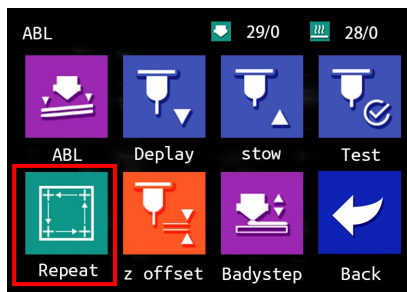 ABL 29/0 28/0
ABL Deplay stow Test
Repeat z offset Badystep Back